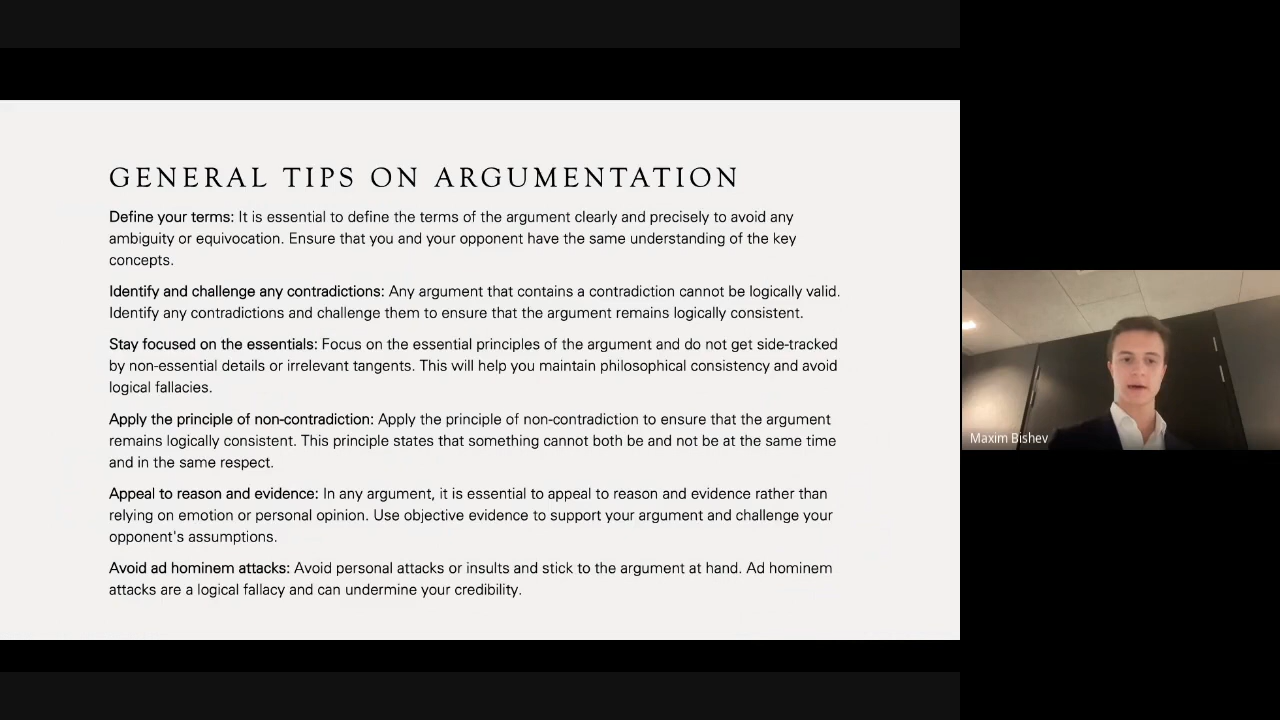 GENERAL TIPS ON ARGUMENTATION
Define your terms: It is essential to define the terms of the argument clearly and precisely to avoid any
ambiguity or equivocation. Ensure that you and your opponent have the same understanding of the key
concepts.
Identify and challenge any contradictions: Any argument that contains a contradiction cannot be logically valid.
Identify any contradictions and challenge them to ensure that the argument remains logically consistent.
Stay focused on the essentials: Focus on the essential principles of the argument and do not get side-tracked
by non-essential details or irrelevant tangents. This will help you maintain philosophical consistency and avoid
logical fallacies.
Apply the principle of non-contradiction: Apply the principle of non-contradiction to ensure that the argument
remains logically consistent. This principle states that something cannot both be and not be at the same time
and in the same respect.
Appeal to reason and evidence: In any argument, it is essential to appeal to reason and evidence rather than
relying on emotion or personal opinion. Use objective evidence to support your argument and challenge your
opponent's assumptions.
Avoid ad hominem attacks: Avoid personal attacks or insults and stick to the argument at hand. Ad hominem
attacks are a logical fallacy and can undermine your credibility.
Maxim Bishev